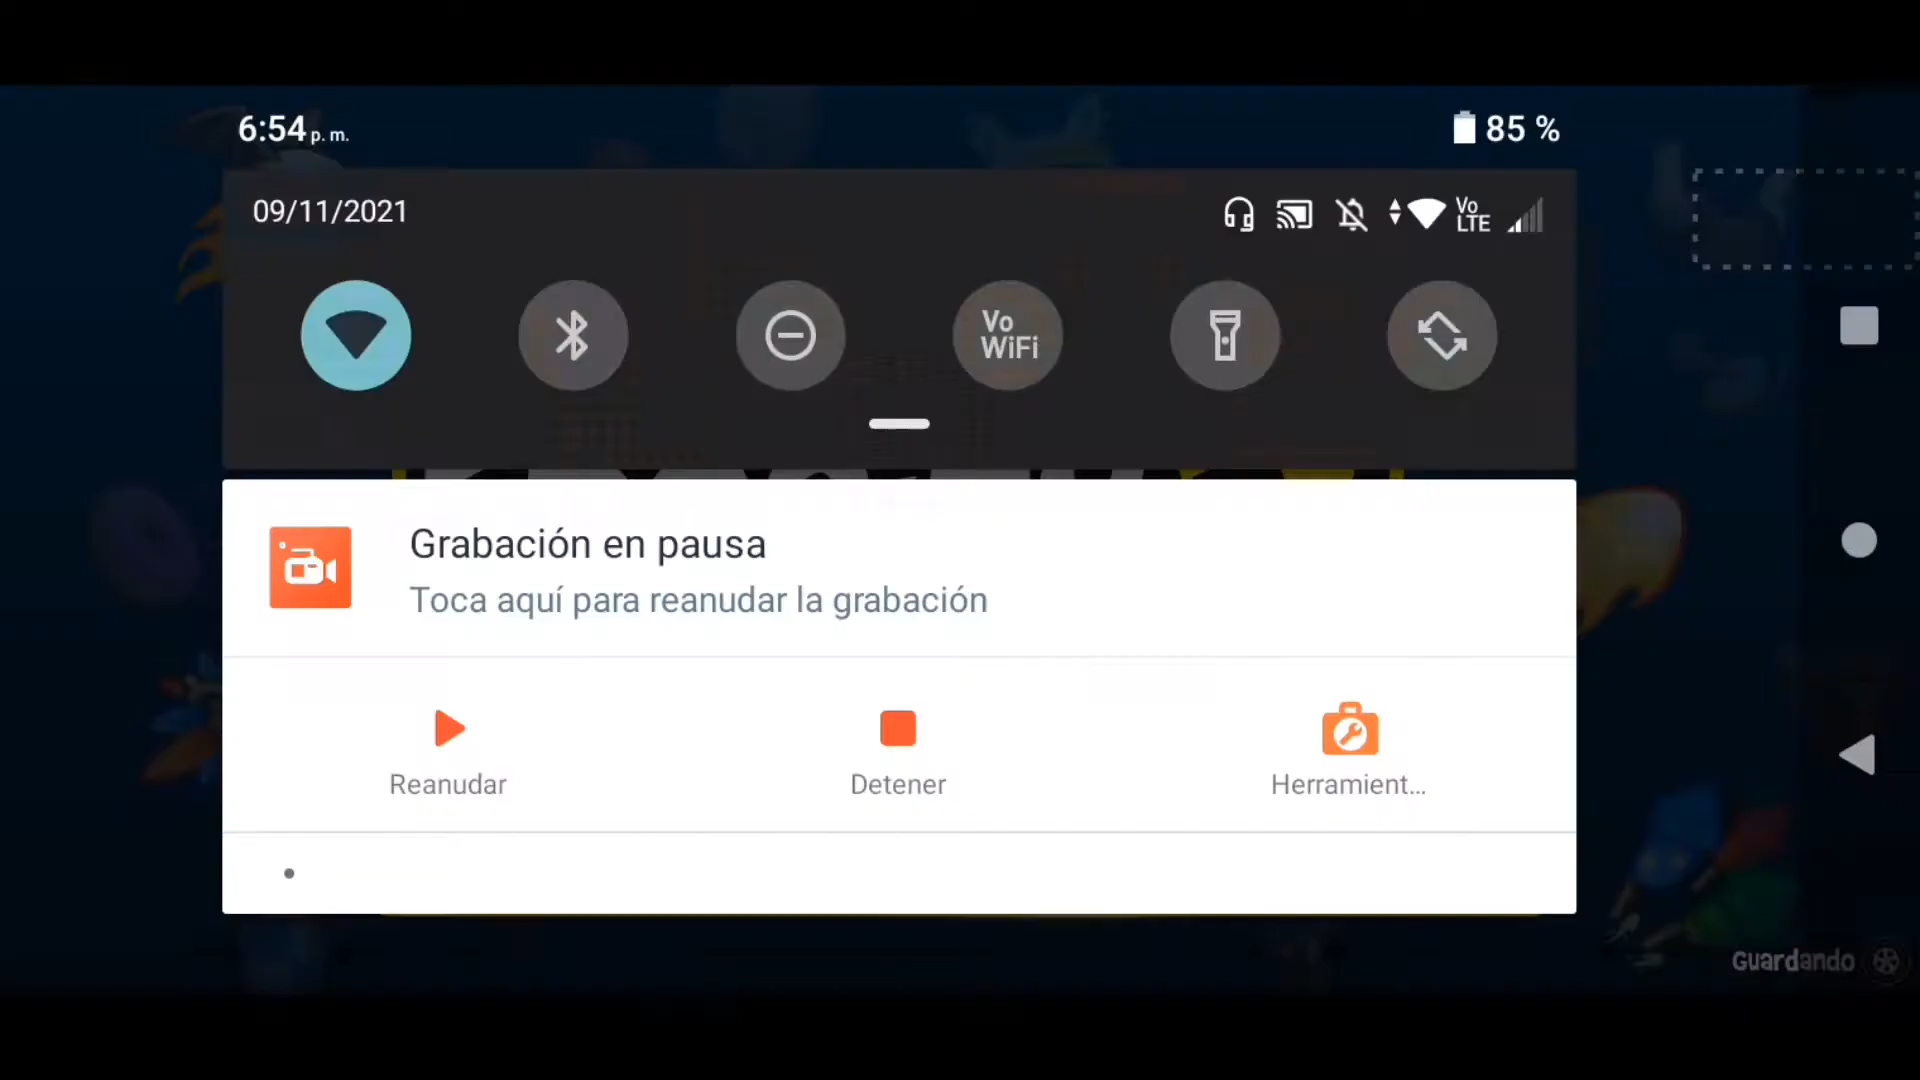 6:54 p. m.
85 %
09/11/2021
Vo
LTE
Vo
WiFi
Grabación en pausa
Toca aquí para reanudar la grabación
Reanudar
Detener
Herramient...
Guardando